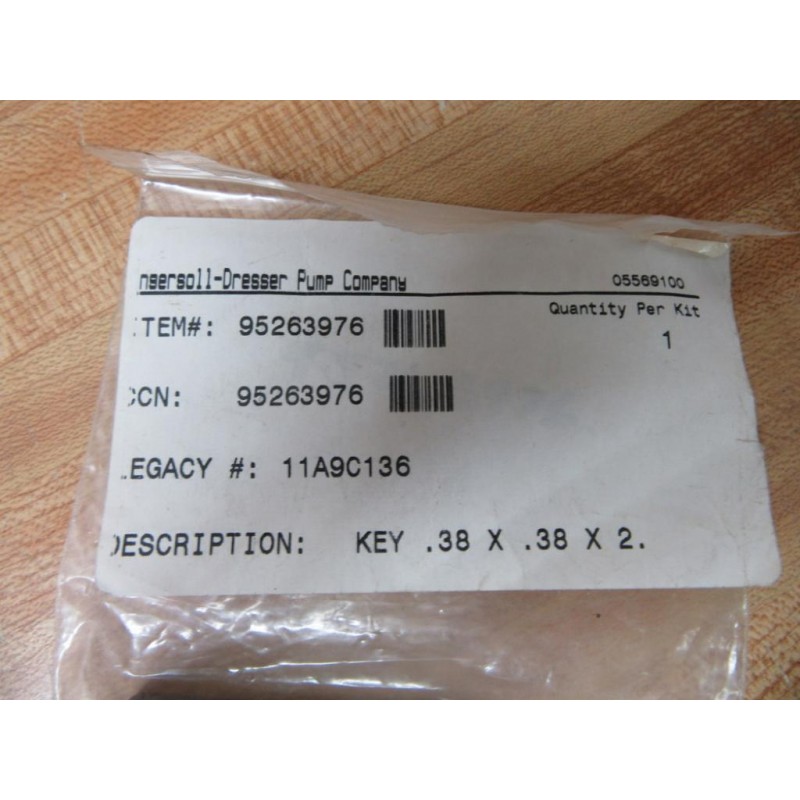 ngersoll-Dresser Pump Company 05569100
Quantity Per Kit
ITEM#: 95263976 1
CCN: 95263976
LEGACY #: 11A9C136
DESCRIPTION: KEY .38 X .38 X 2.